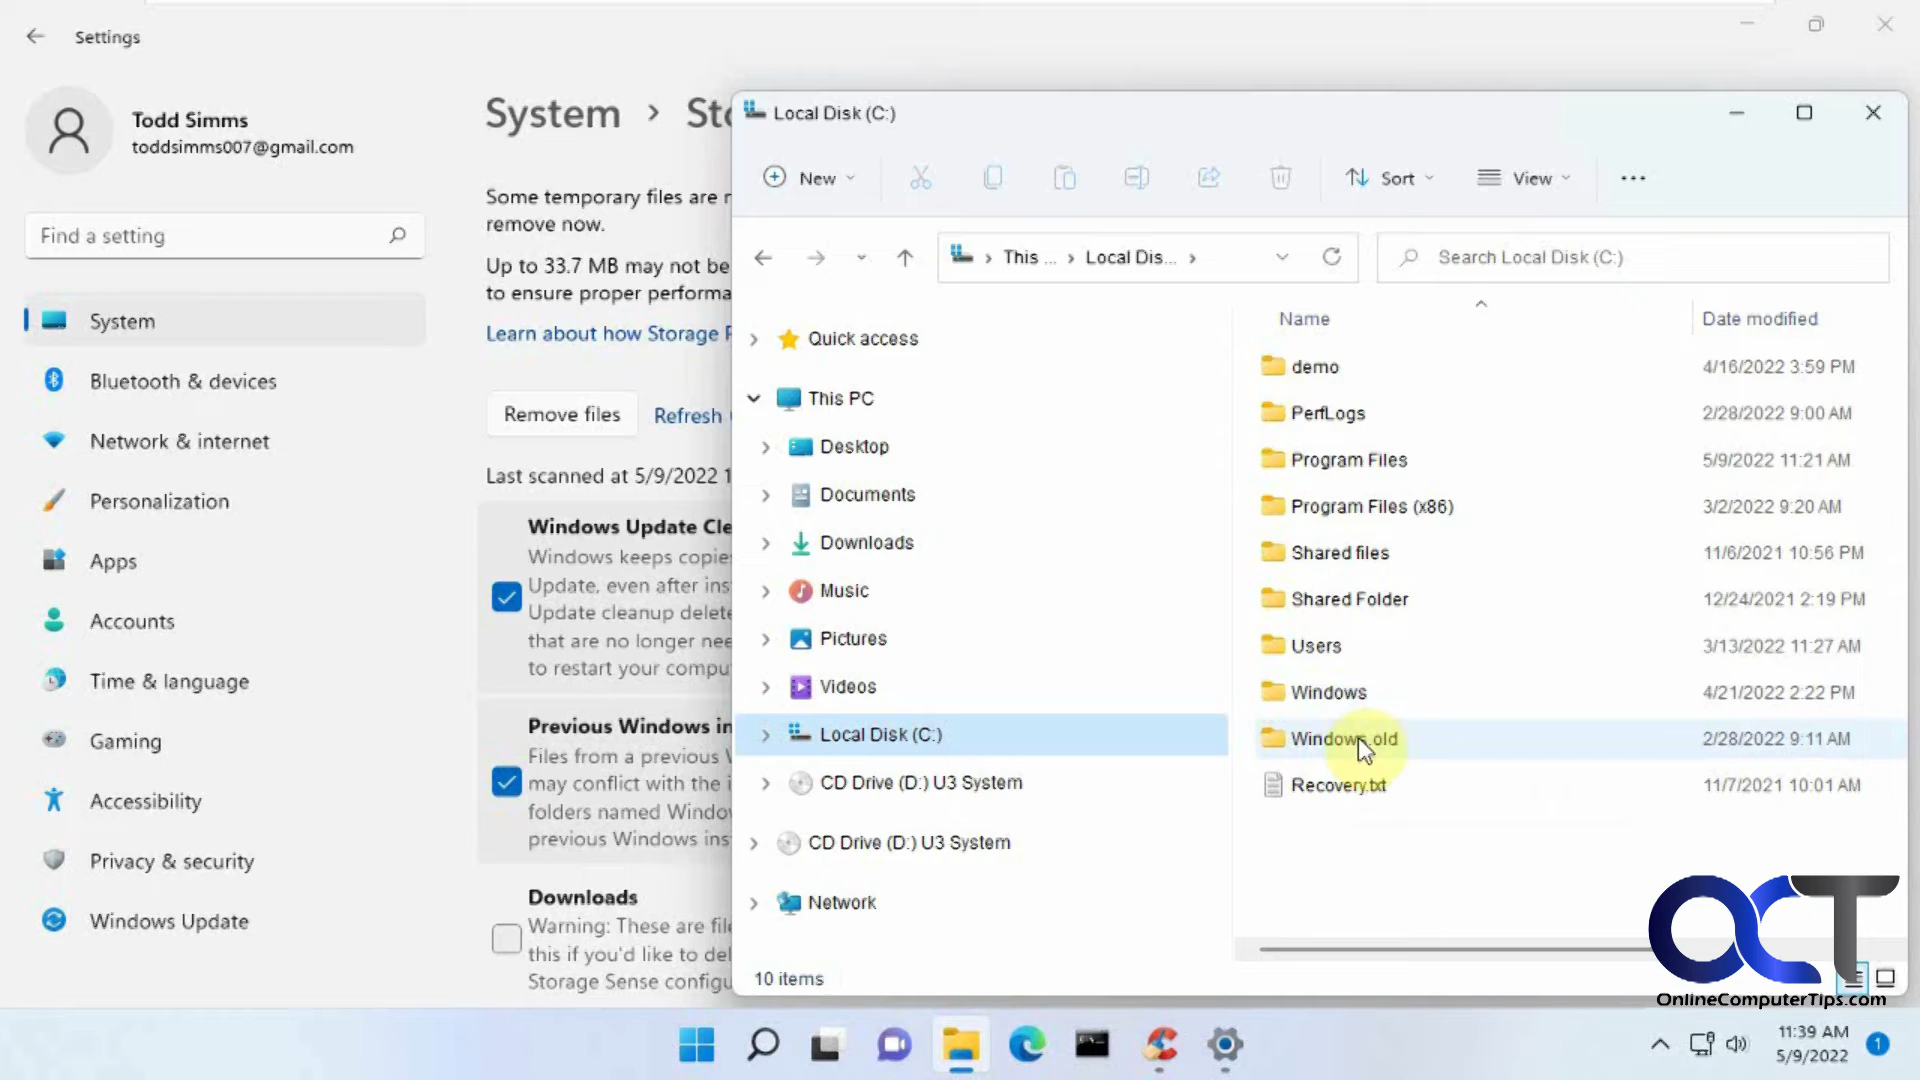 Settings
Todd Simms
toddsimms007@gmail.com
Find a setting
System
Bluetooth & devices
Network & internet
Personalization
Apps
Accounts
Time & language
Gaming
Accessibility
Privacy & security
Windows Update
System > Sto
Some temporary files are
remove now.
Up to 33.7 MB may not be
to ensure proper performa
Learn about how Storage
Remove files
Refresh
Last scanned at 5/9/2022 1
Windows Update Cle
Windows keeps copies
Update, even after ins
Update cleanup delete
that are no longer nee
to restart your compu
Previous Windows in
Files from a previous
may conflict with the i
folders named Windo
previous Windows ins
Downloads
Warning: These are file
this if you'd like to del
Storage Sense configu
Local Disk (C:)
New
Sort
View
This ... > Local Dis... >
Search Local Disk (C:)
Quick access
This PC
Desktop
Documents
Downloads
Music
Pictures
Videos
Local Disk (C:)
CD Drive (D:) U3 System
CD Drive (D:) U3 System
Network
Name Date modified
demo 4/16/2022 3:59 PM
PerfLogs 2/28/2022 9:00 AM
Program Files 5/9/2022 11:21 AM
Program Files (x86) 3/2/2022 9:20 AM
Shared files 11/6/2021 10:56 PM
Shared Folder 12/24/2021 2:19 PM
Users 3/13/2022 11:27 AM
Windows 4/21/2022 2:22 PM
Windows.old 2/28/2022 9:11 AM
Recovery.txt 11/7/2021 10:01 AM
10 items
OCT
OnlineComputerTips.com
11:39 AM
5/9/2022
1